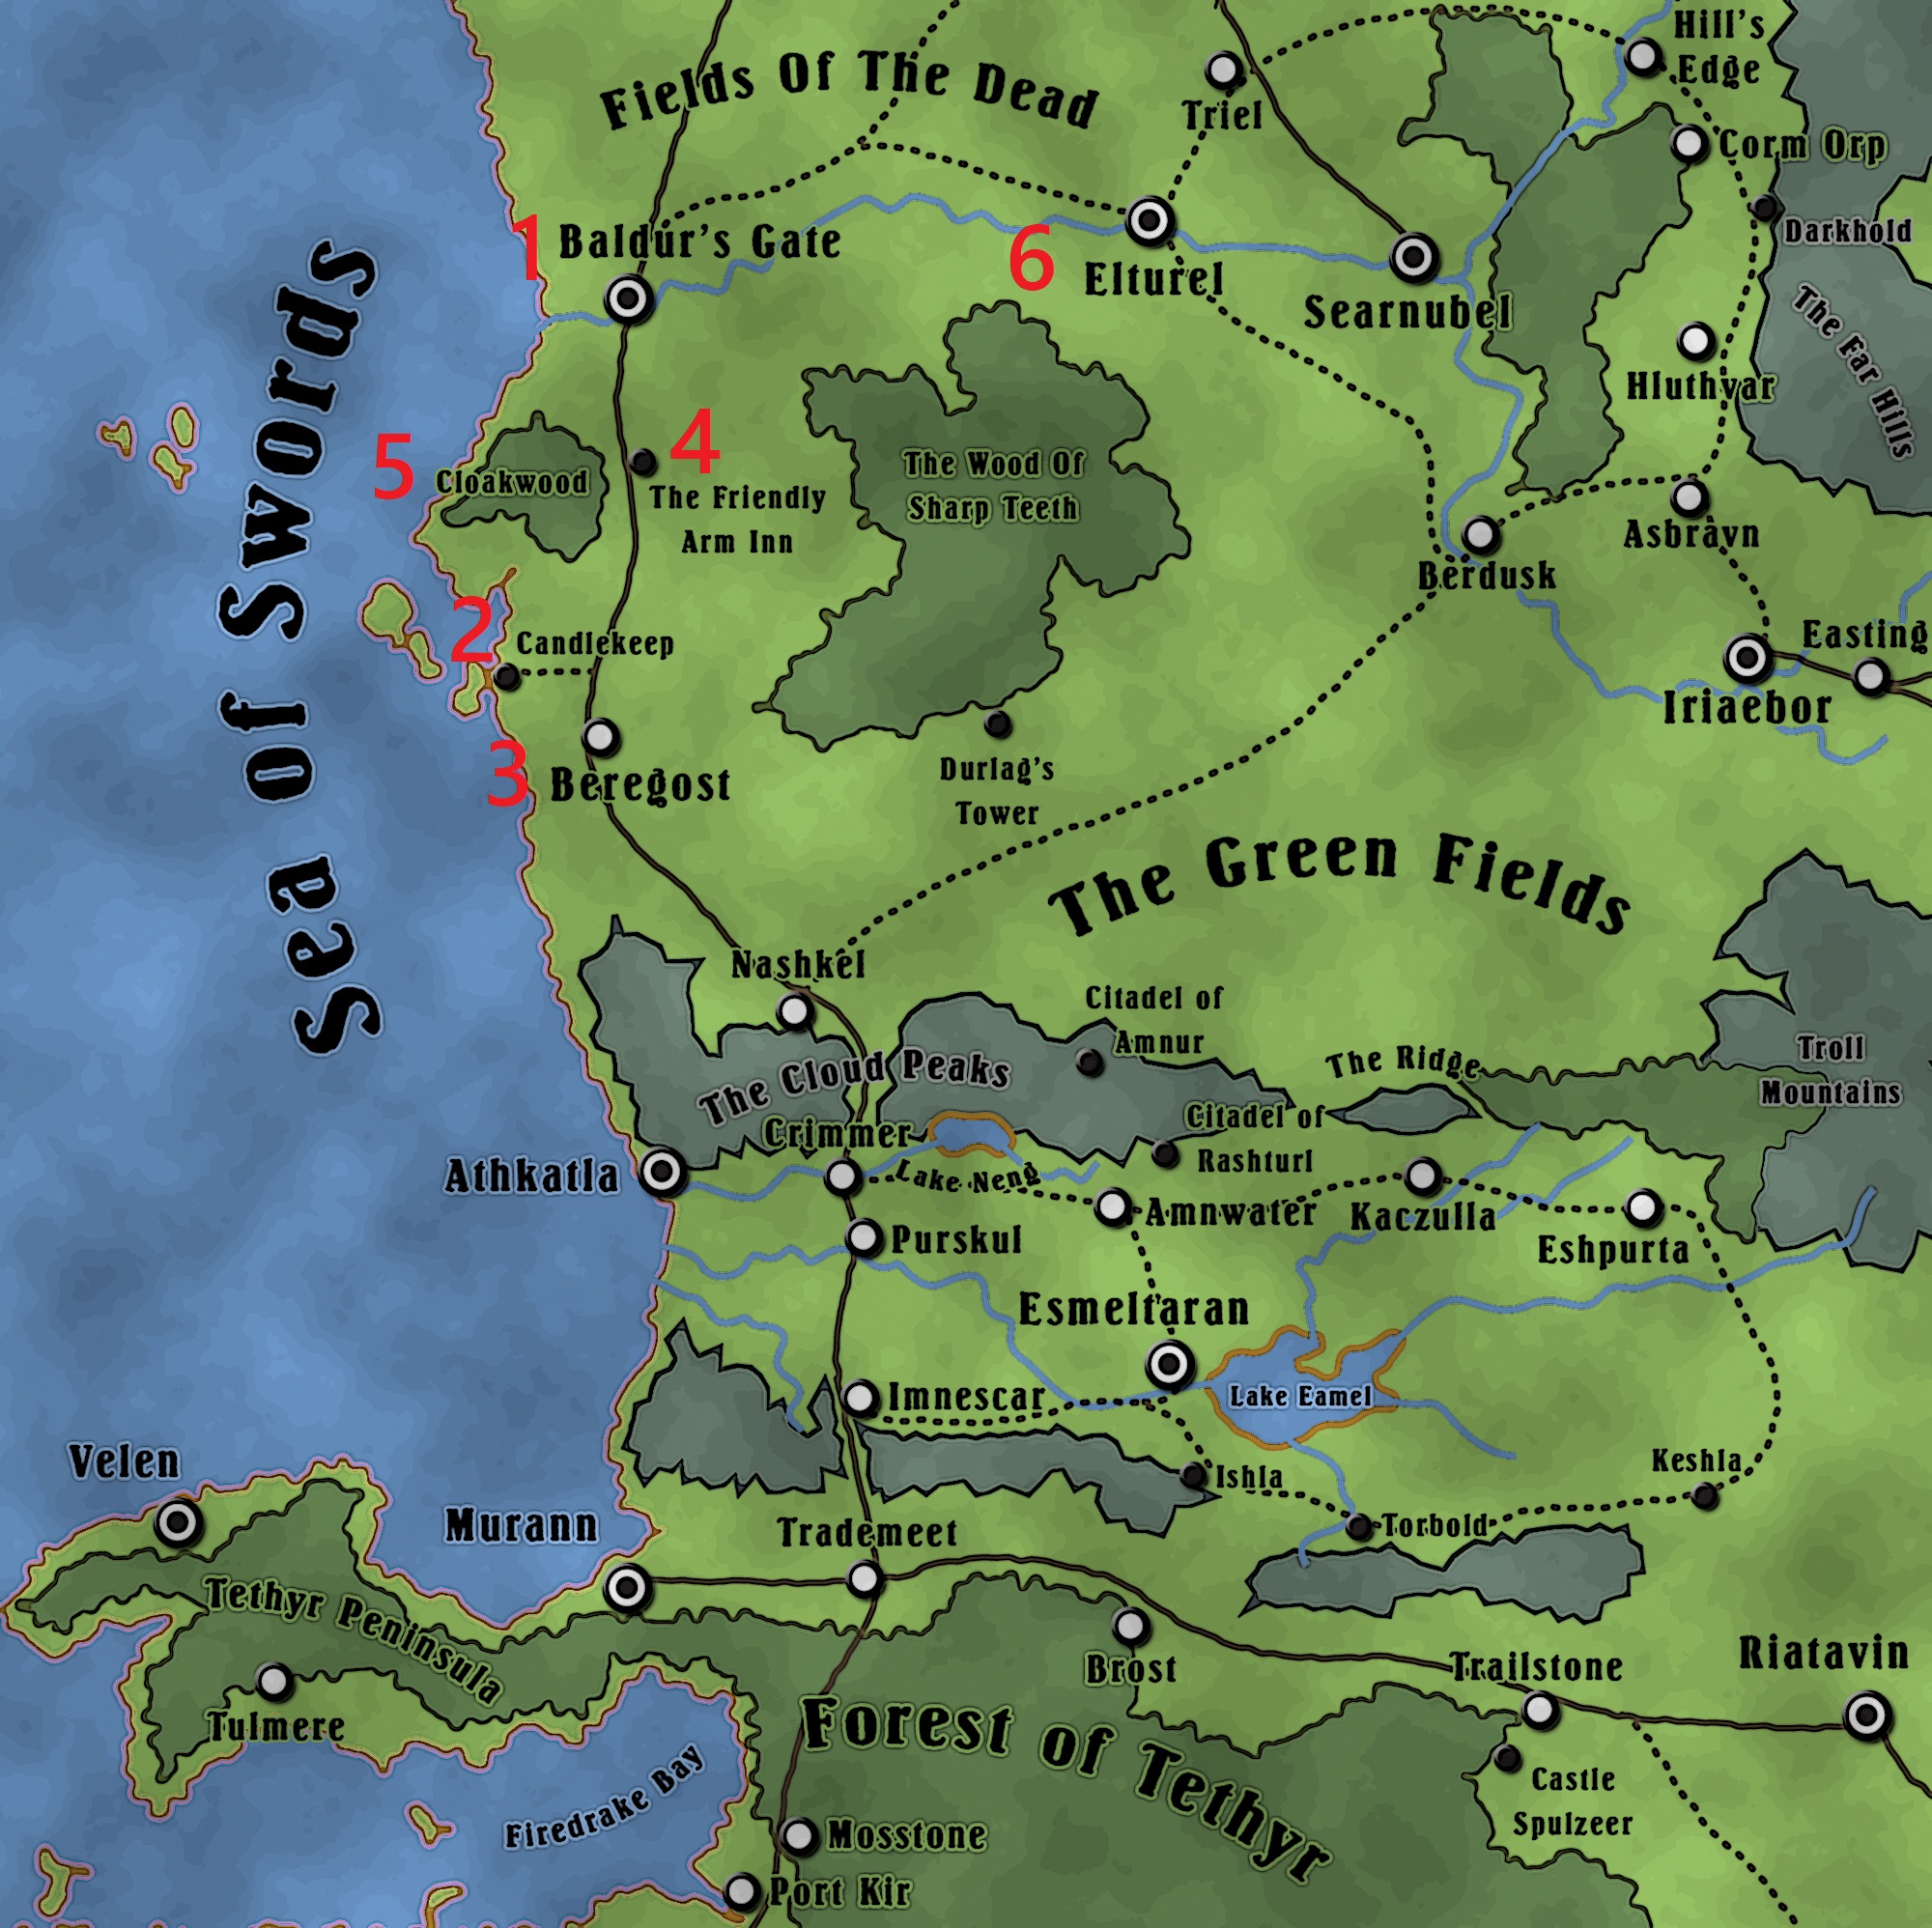 Hill's
Edge
Fields Of The Dead
Triel
Corm Orp
Darkhold
1
Baldur's Gate
6
Elturel
Searnubel
The Far Hills
Hluthvar
Sea of Swords
5
Cloakwood
4
The Friendly
Arm Inn
The Wood Of
Sharp Teeth
Asbravn
Berdusk
2
Candlekeep
Easting
Iriaebor
3
Beregost
Durlag's
Tower
The Green Fields
Nashkel
Citadel of
Amnur
The Cloud Peaks
The Ridge
Troll
Mountains
Crimmer
Citadel of
Rashturl
Athkatla
Lake Neng
Amnwater
Kaczulla
Purskul
Eshpurta
Esmeltaran
Imnescar
Lake Eamel
Velen
Ishla
Keshla
Murann
Trademeet
Torbold
Tethyr Peninsula
Brost
Trailstone
Riatavin
Tulmere
Forest of Tethyr
Castle
Spulzeer
Firedrake Bay
Mosstone
Port Kir